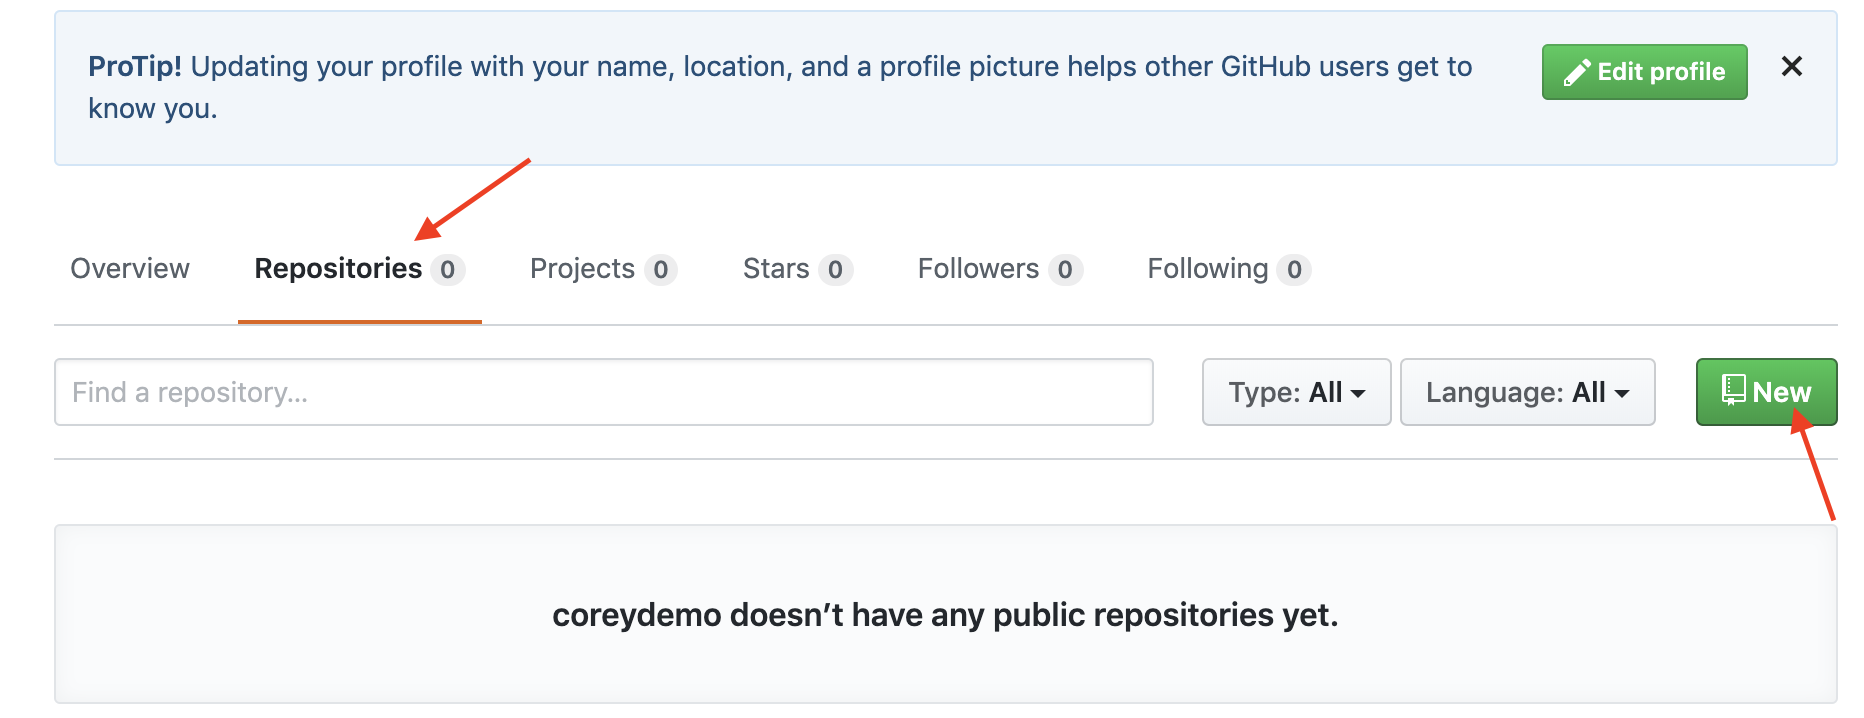 ProTip! Updating your profile with your name, location, and a profile picture helps other GitHub users get to
know you.
Edit profile
Overview Repositories 0 Projects 0 Stars 0 Followers 0 Following 0
Find a repository... Type: All Language: All New
coreydemo doesn’t have any public repositories yet.